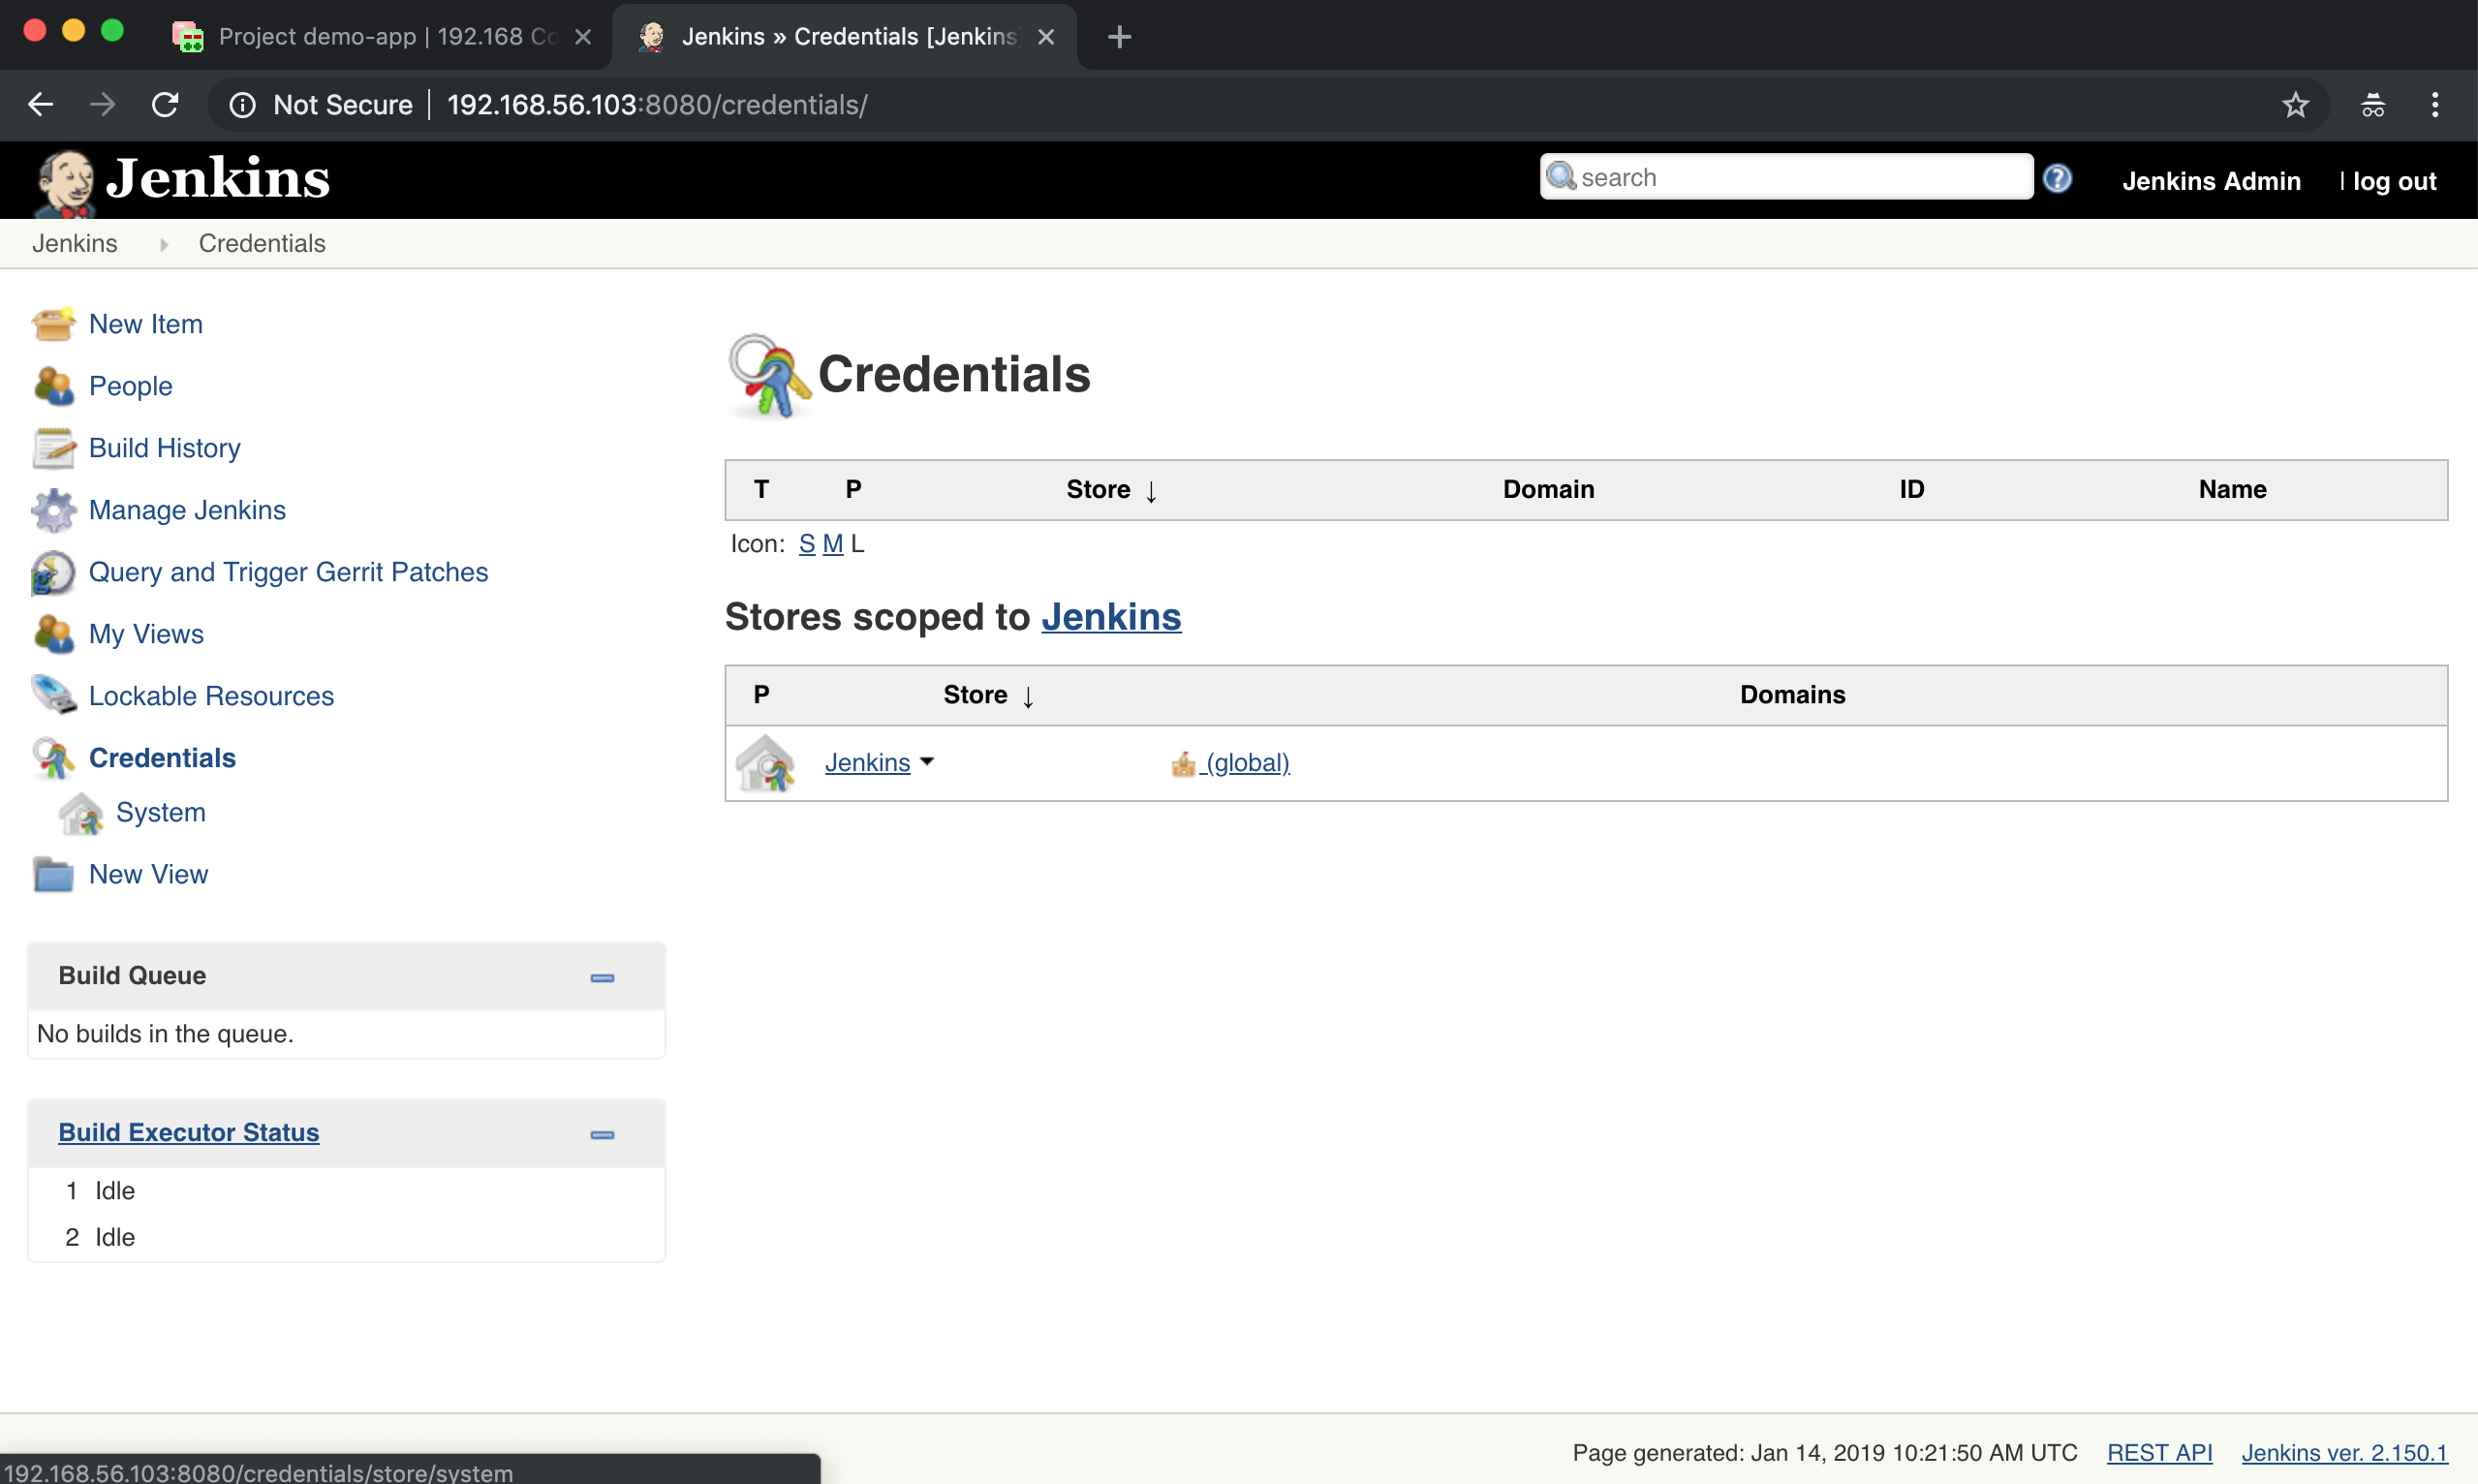 Project demo-app | 192.168 Co
Jenkins » Credentials [Jenkins]
Not Secure | 192.168.56.103:8080/credentials/
Jenkins
search
Jenkins Admin | log out
Jenkins Credentials
New Item
People
Build History
Manage Jenkins
Query and Trigger Gerrit Patches
My Views
Lockable Resources
Credentials
System
New View
Build Queue
No builds in the queue.
Build Executor Status
1 Idle
2 Idle
Credentials
T P Store ↓ Domain ID Name
Icon: S M L
Stores scoped to Jenkins
P Store ↓ Domains
Jenkins (global)
Page generated: Jan 14, 2019 10:21:50 AM UTC REST API Jenkins ver. 2.150.1
192.168.56.103:8080/credentials/store/system